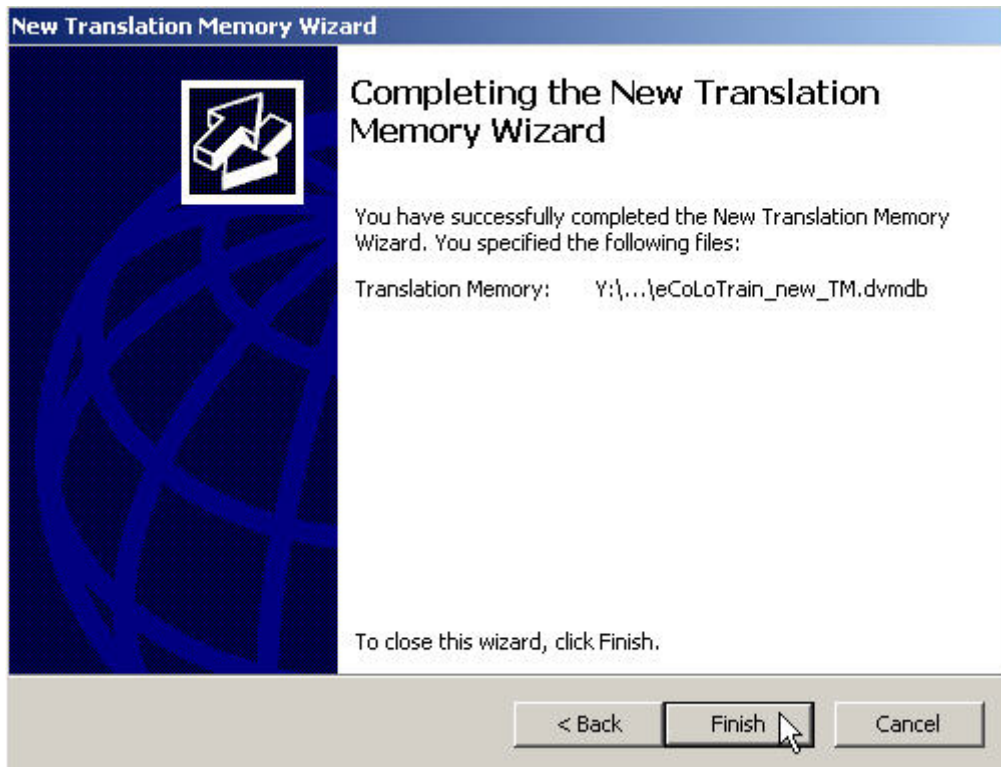 New Translation Memory Wizard
Completing the New Translation
Memory Wizard
You have successfully completed the New Translation Memory
Wizard. You specified the following files:
Translation Memory: Y:\...\eCoLoTrain_new_TM.dvmdb
To close this wizard, click Finish.
< Back Finish Cancel